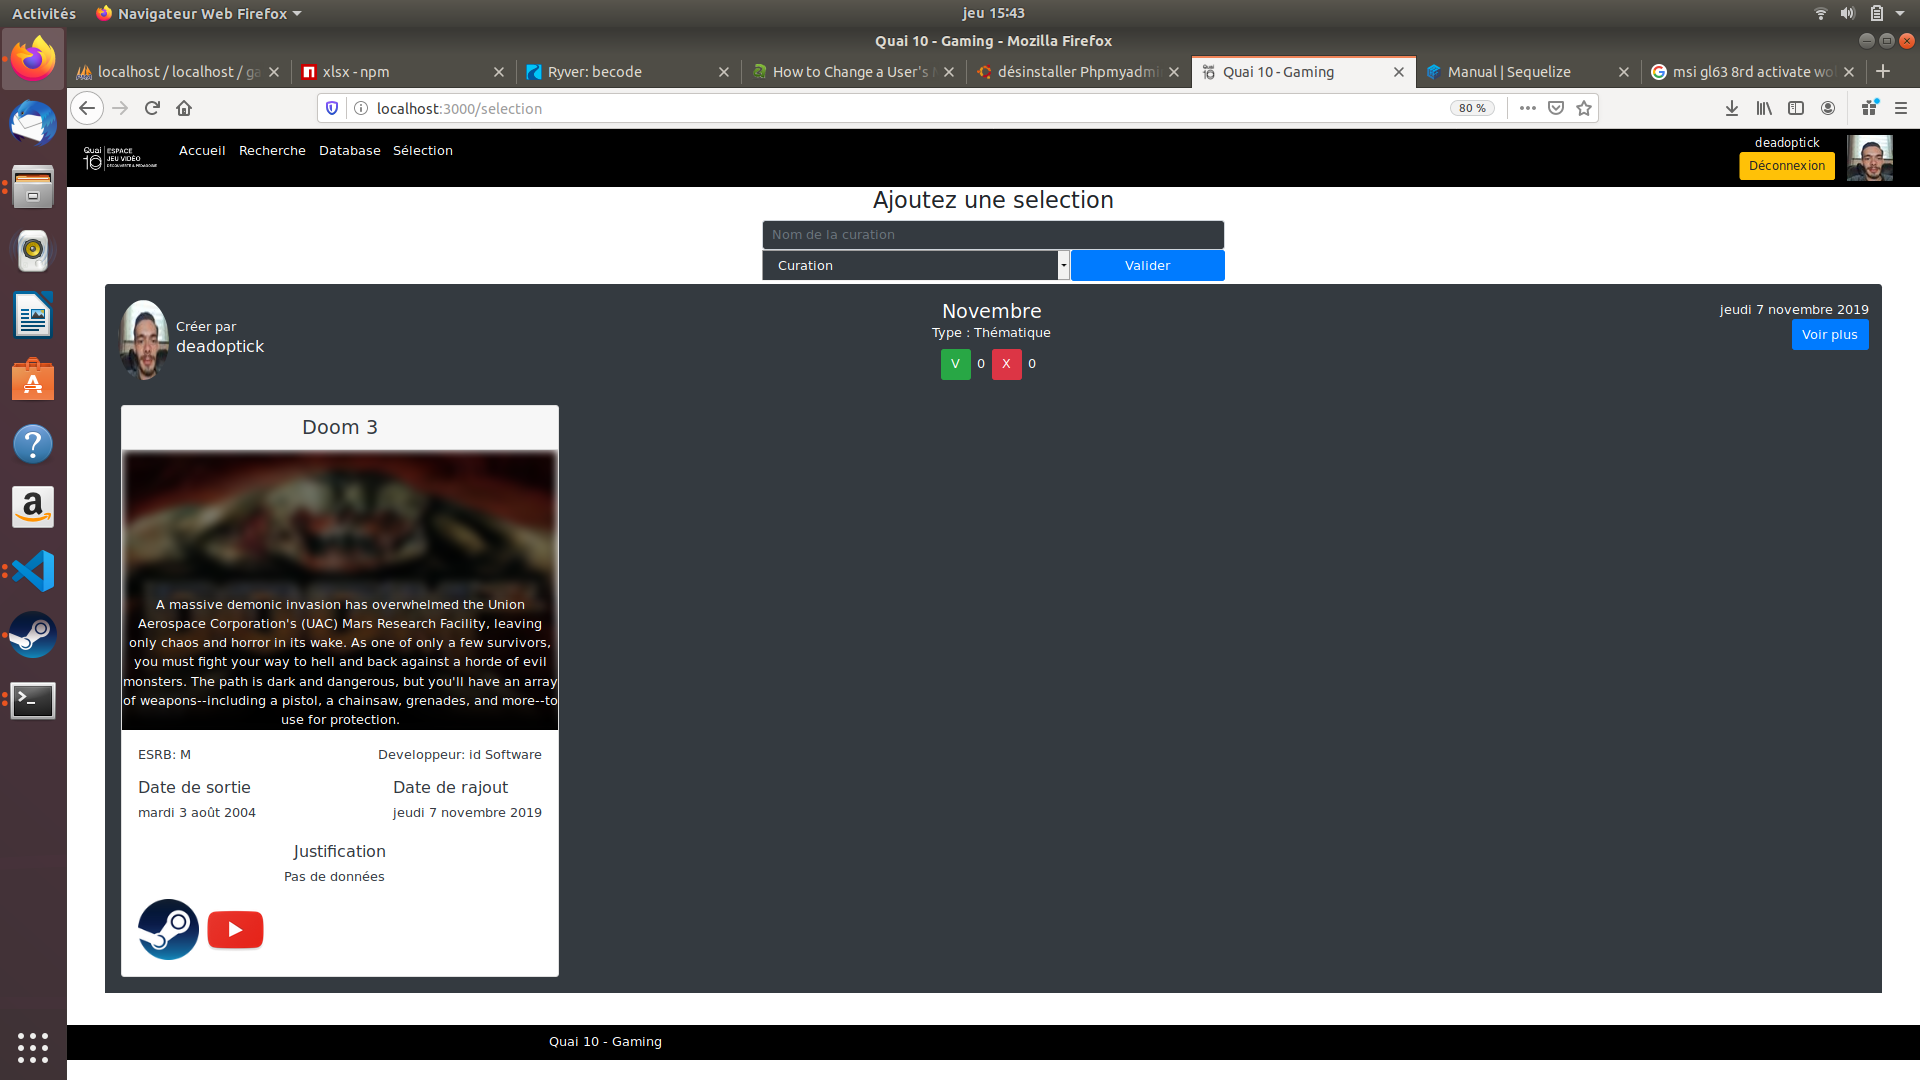 Activités
Navigateur Web Firefox
jeu 15:43
Quai 10 - Gaming - Mozilla Firefox
localhost / localhost / ga
xlsx - npm
Ryver: becode
How to Change a User's
désinstaller Phpmyadmi
Quai 10 - Gaming
Manual | Sequelize
msi gl63 8rd activate wo
localhost:3000/selection
80 %
Quai 10 ESPACE JEU VIDÉO
Accueil
Recherche
Database
Sélection
deadoptick
Déconnexion
Ajoutez une selection
Nom de la curation
Curation
Valider
Créer par
deadoptick
Novembre
Type : Thématique
V 0 X 0
jeudi 7 novembre 2019
Voir plus
Doom 3
A massive demonic invasion has overwhelmed the Union
Aerospace Corporation's (UAC) Mars Research Facility, leaving
only chaos and horror in its wake. As one of only a few survivors,
you must fight your way to hell and back against a horde of evil
monsters. The path is dark and dangerous, but you'll have an array
of weapons--including a pistol, a chainsaw, grenades, and more--to
use for protection.
ESRB: M
Developpeur: id Software
Date de sortie
Date de rajout
mardi 3 août 2004
jeudi 7 novembre 2019
Justification
Pas de données
Quai 10 - Gaming